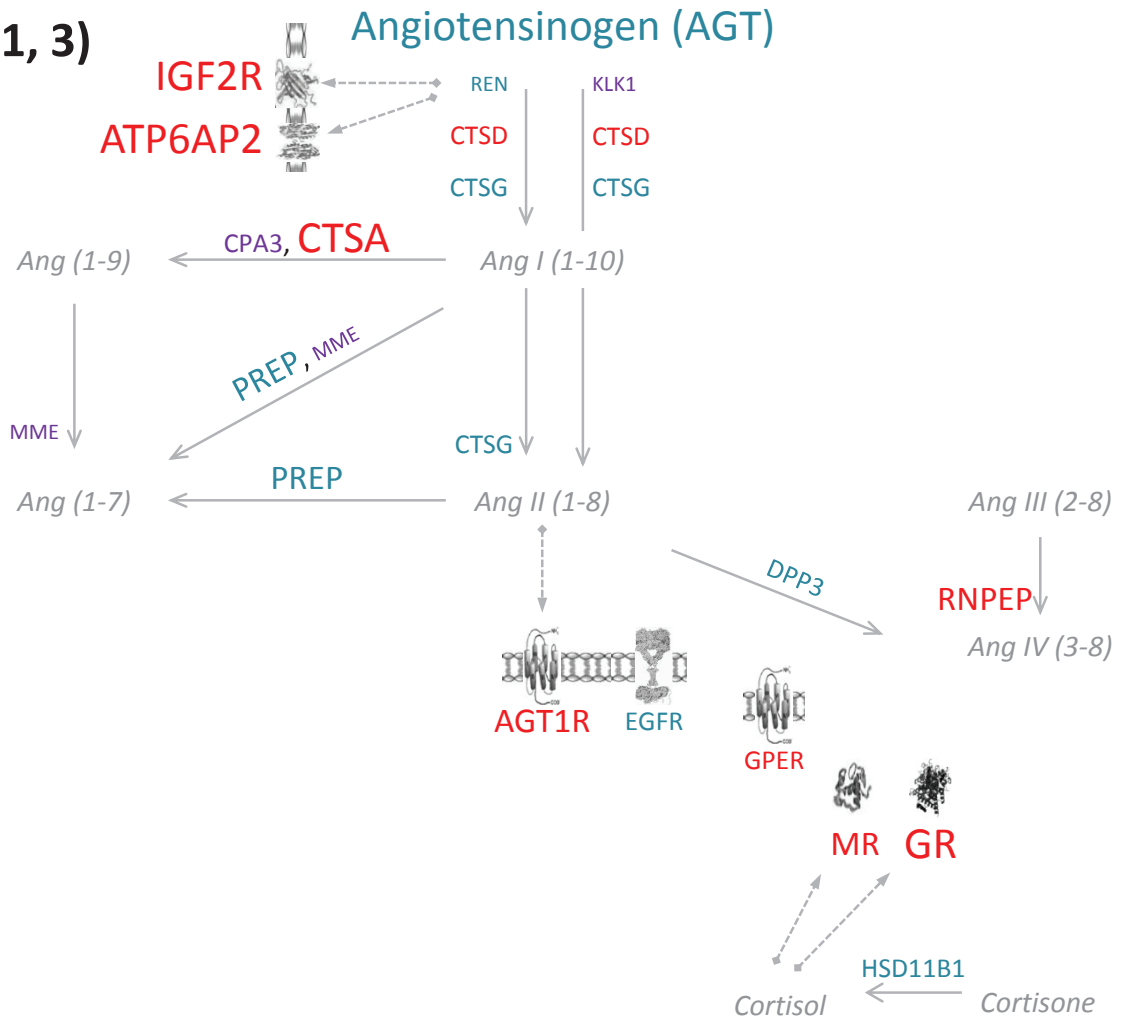 1, 3)
Angiotensinogen (AGT)
IGF2R
ATP6AP2
REN
KLK1
CTSD
CTSD
CTSG
CTSG
CPA3, CTSA
Ang (1-9)
Ang I (1-10)
PREP, MME
MME
CTSG
PREP
Ang (1-7)
Ang II (1-8)
Ang III (2-8)
DPP3
RNPEP
Ang IV (3-8)
AGT1R
EGFR
GPER
MR
GR
HSD11B1
Cortisol
Cortisone